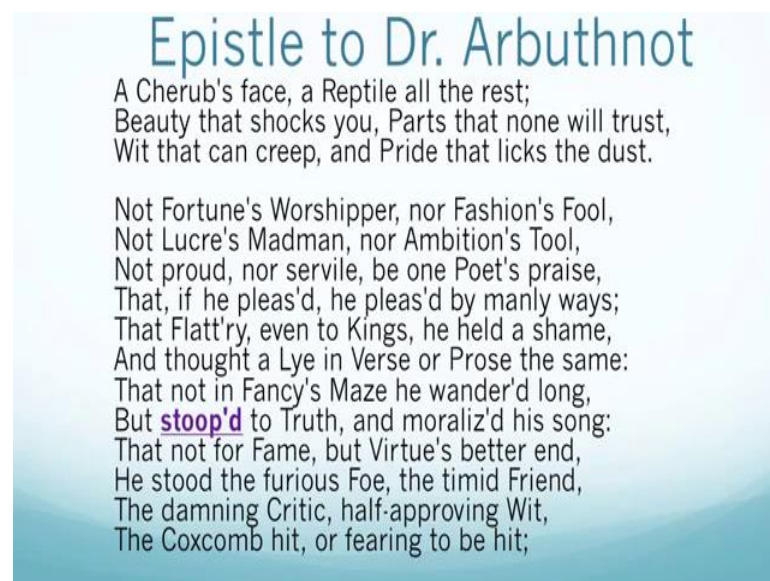 Epistle to Dr. Arbuthnot
A Cherub's face, a Reptile all the rest;
Beauty that shocks you, Parts that none will trust,
Wit that can creep, and Pride that licks the dust.
Not Fortune's Worshipper, nor Fashion's Fool,
Not Lucre's Madman, nor Ambition's Tool,
Not proud, nor servile, be one Poet's praise,
That, if he pleas'd, he pleas'd by manly ways;
That Flatt'ry, even to Kings, he held a shame,
And thought a Lye in Verse or Prose the same:
That not in Fancy's Maze he wander'd long,
But stoop'd to Truth, and moraliz'd his song:
That not for Fame, but Virtue's better end,
He stood the furious Foe, the timid Friend,
The damning Critic, half-approving Wit,
The Coxcomb hit, or fearing to be hit;